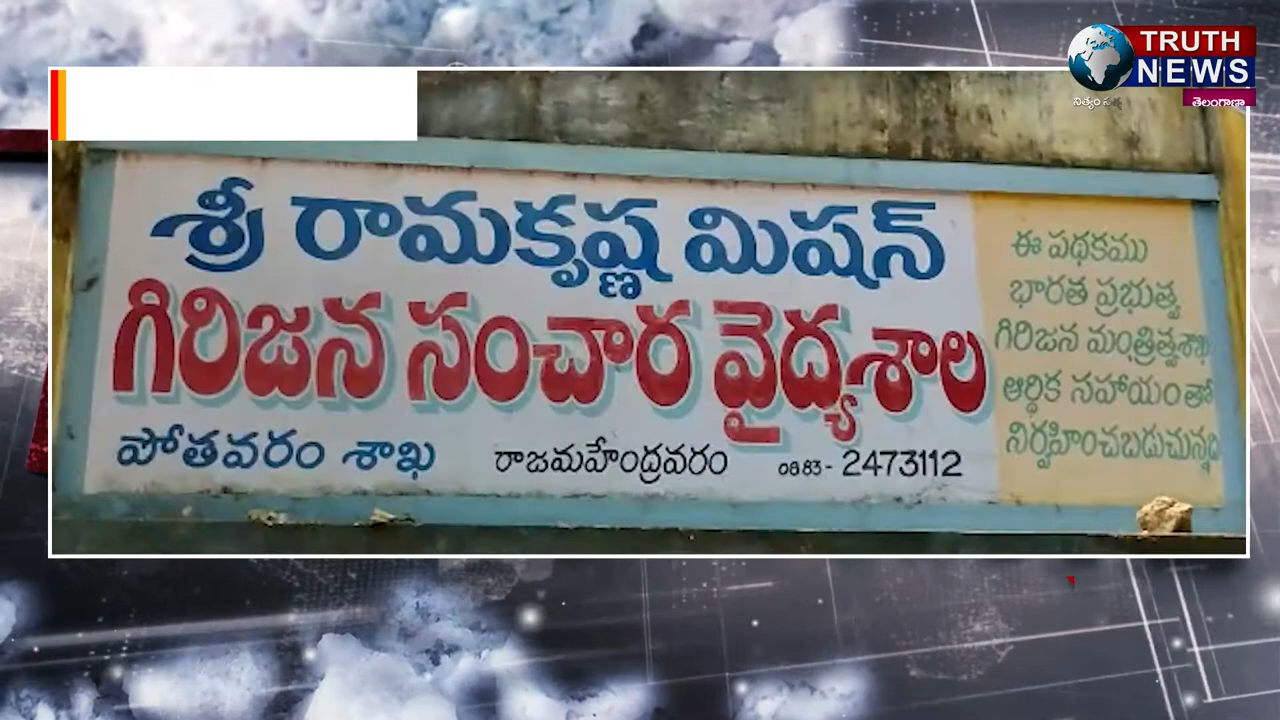 TRUTH
NEWS
నిత్యం
తెలంగాణా
శ్రీ రామకృష్ణ మిషన్
గిరిజన సంచార వైద్యశాల
పోతవరం శాఖ రాజమహేంద్రవరం 0883- 2473112
ఈ పథకము
భారత ప్రభుత్వ
గిరిజన మంత్రిత్వశాఖ
ఆర్థిక సహాయం తో
నిర్వహించబడుచున్నది